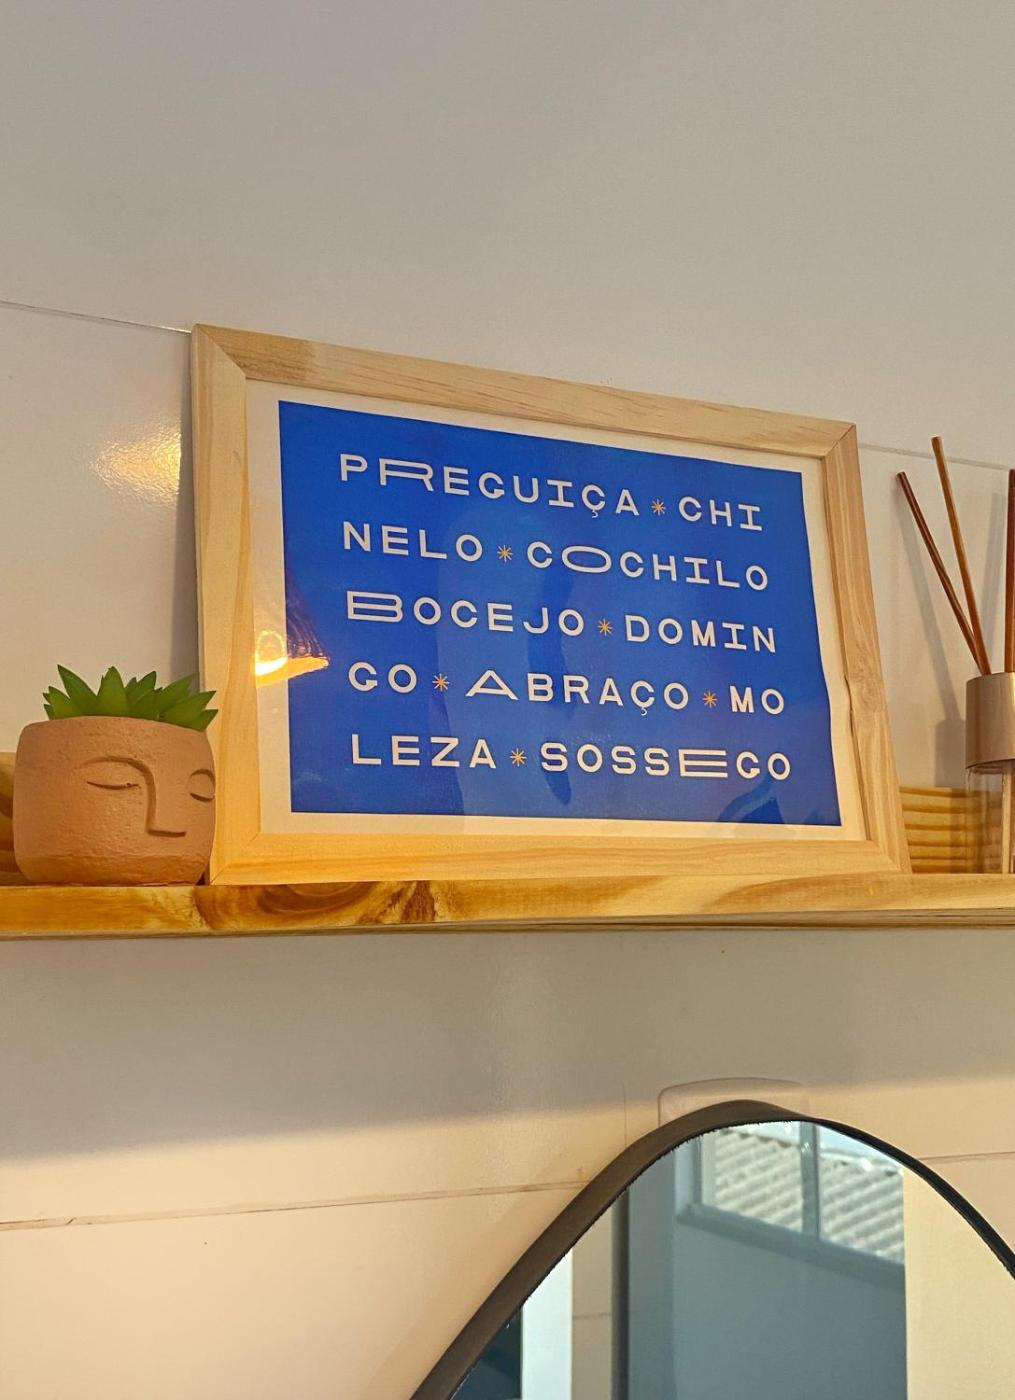 PREGUIÇA * CHI
NELO * COCHILO
BOCEJO * DOMIN
GO * ABRAÇO * MO
LEZA * SOSSEGO